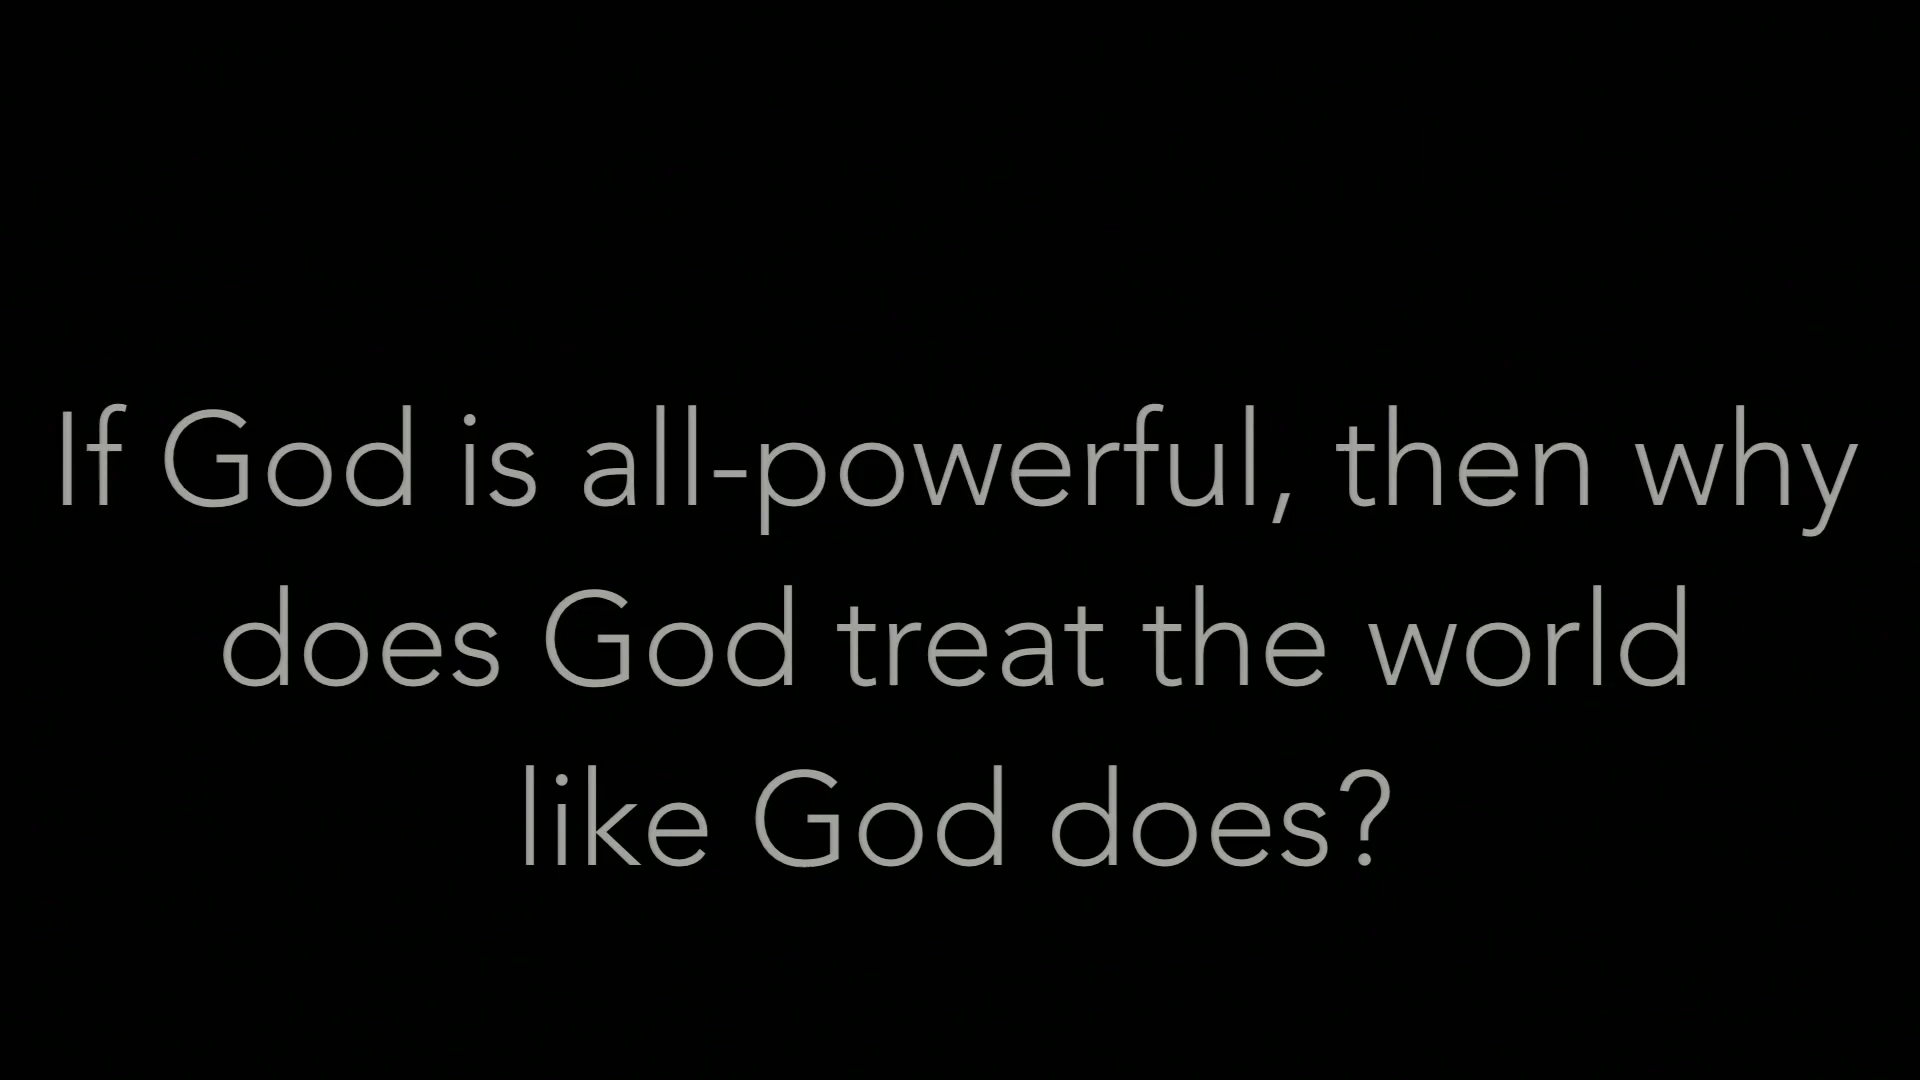 If God is all-powerful, then why
does God treat the world
like God does?